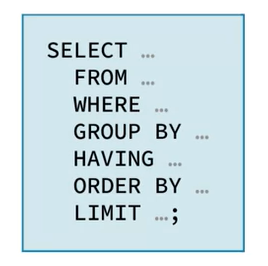 SELECT …
FROM …
WHERE …
GROUP BY …
HAVING …
ORDER BY …
LIMIT …;